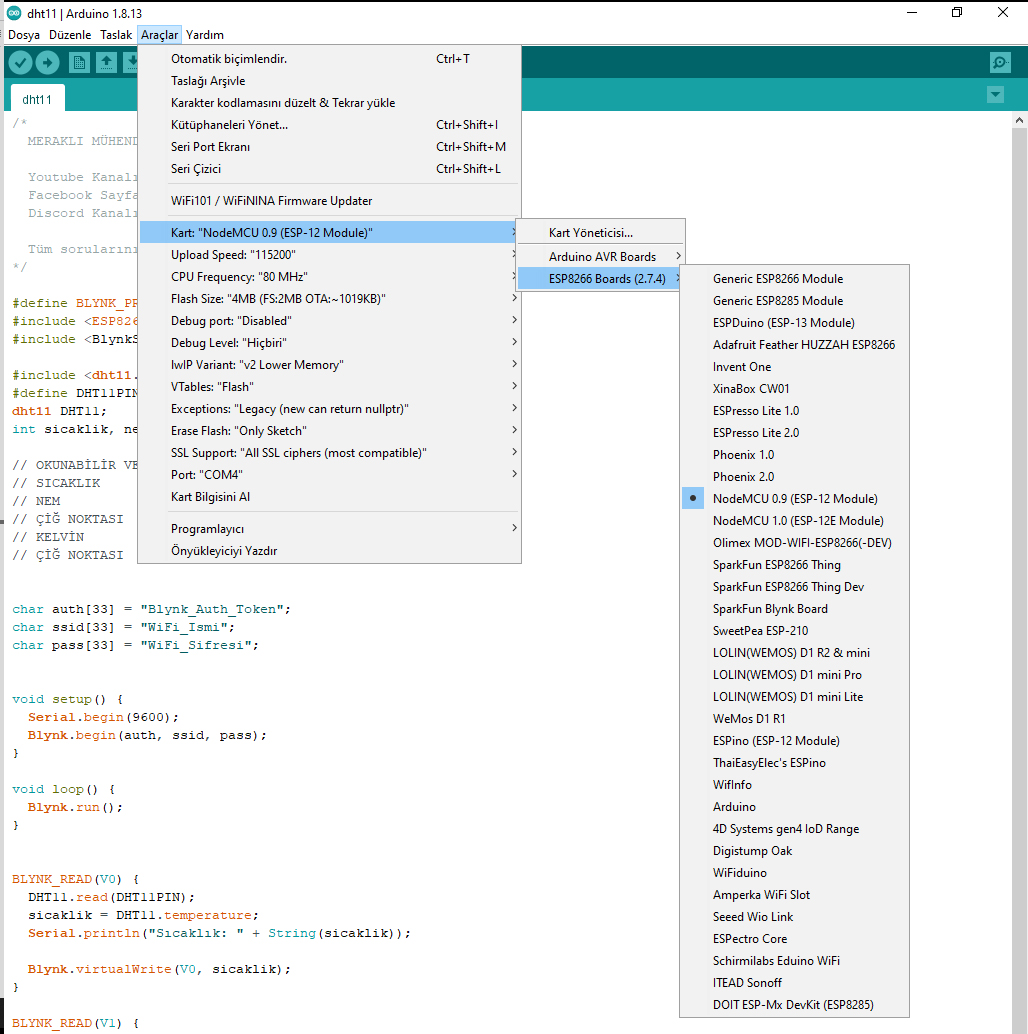 dht11 | Arduino 1.8.13
Dosya Düzenle Taslak Araçlar Yardım
dht11
Otomatik biçimlendir. Ctrl+T
Taslağı Arşivle
Karakter kodlamasını düzelt & Tekrar yükle
Kütüphaneleri Yönet... Ctrl+Shift+I
Seri Port Ekranı Ctrl+Shift+M
Seri Çizici Ctrl+Shift+L
WiFi101 / WiFiNINA Firmware Updater
Kart: "NodeMCU 0.9 (ESP-12 Module)"
Upload Speed: "115200"
CPU Frequency: "80 MHz"
Flash Size: "4MB (FS:2MB OTA:~1019KB)"
Debug port: "Disabled"
Debug Level: "Hiçbiri"
lwIP Variant: "v2 Lower Memory"
VTables: "Flash"
Exceptions: "Legacy (new can return nullptr)"
Erase Flash: "Only Sketch"
SSL Support: "All SSL ciphers (most compatible)"
Port: "COM4"
Kart Bilgisini Al
Programlayıcı
Önyükleyiciyi Yazdır
Kart Yöneticisi...
Arduino AVR Boards
ESP8266 Boards (2.7.4)
Generic ESP8266 Module
Generic ESP8285 Module
ESPDuino (ESP-13 Module)
Adafruit Feather HUZZAH ESP8266
Invent One
XinaBox CW01
ESPresso Lite 1.0
ESPresso Lite 2.0
Phoenix 1.0
Phoenix 2.0
NodeMCU 0.9 (ESP-12 Module)
NodeMCU 1.0 (ESP-12E Module)
Olimex MOD-WIFI-ESP8266(-DEV)
SparkFun ESP8266 Thing
SparkFun ESP8266 Thing Dev
SparkFun Blynk Board
SweetPea ESP-210
LOLIN(WEMOS) D1 R2 & mini
LOLIN(WEMOS) D1 mini Pro
LOLIN(WEMOS) D1 mini Lite
WeMos D1 R1
ESPino (ESP-12 Module)
ThaiEasyElec's ESPino
WifInfo
Arduino
4D Systems gen4 IoD Range
Digistump Oak
WiFiduino
Amperka WiFi Slot
Seeed Wio Link
ESPectro Core
Schirmilabs Eduino WiFi
ITEAD Sonoff
DOIT ESP-Mx DevKit (ESP8285)
/*
MERAKLI MÜHEND
Youtube Kanalı
Facebook Sayfa
Discord Kanalı
Tüm sorularını
*/
#define BLYNK_PR
#include <ESP826
#include <BlynkS
#include <dht11.
#define DHT11PIN
dht11 DHT11;
int sicaklik, ne
// OKUNABİLİR VE
// SICAKLIK
// NEM
// ÇİĞ NOKTASI
// KELVİN
// ÇİĞ NOKTASI
char auth[33] = "Blynk_Auth_Token";
char ssid[33] = "WiFi_Ismi";
char pass[33] = "WiFi_Sifresi";
void setup() {
Serial.begin(9600);
Blynk.begin(auth, ssid, pass);
}
void loop() {
Blynk.run();
}
BLYNK_READ(V0) {
DHT11.read(DHT11PIN);
sicaklik = DHT11.temperature;
Serial.println("Sıcaklık: " + String(sicaklik));
Blynk.virtualWrite(V0, sicaklik);
}
BLYNK_READ(V1) {